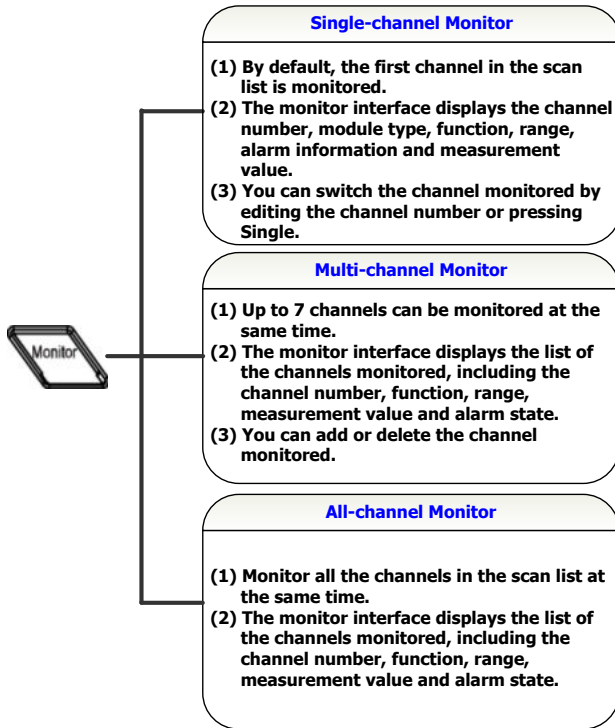 Single-channel Monitor
(1) By default, the first channel in the scan
list is monitored.
(2) The monitor interface displays the channel
number, module type, function, range,
alarm information and measurement
value.
(3) You can switch the channel monitored by
editing the channel number or pressing
Single.
Multi-channel Monitor
(1) Up to 7 channels can be monitored at the
same time.
(2) The monitor interface displays the list of
the channels monitored, including the
channel number, function, range,
measurement value and alarm state.
(3) You can add or delete the channel
monitored.
Monitor
All-channel Monitor
(1) Monitor all the channels in the scan list at
the same time.
(2) The monitor interface displays the list of
the channels monitored, including the
channel number, function, range,
measurement value and alarm state.